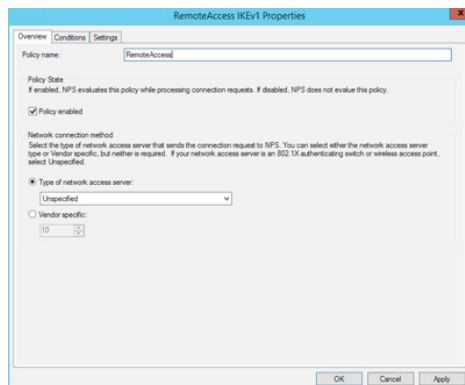 RemoteAccess IKEv1 Properties
x
Overview Conditions Settings
Policy name: RemoteAccess
Policy State
If enabled, NPS evaluates this policy while processing connection requests. If disabled, NPS does not evalue this policy.
Policy enabled
Network connection method
Select the type of network access server that sends the connection request to NPS. You can select either the network access server
type or Vendor specific, but neither is required. If your network access server is an 802.1X authenticating switch or wireless access point,
select Unspecified.
Type of network access server:
Unspecified
Vendor specific:
10
OK Cancel Apply